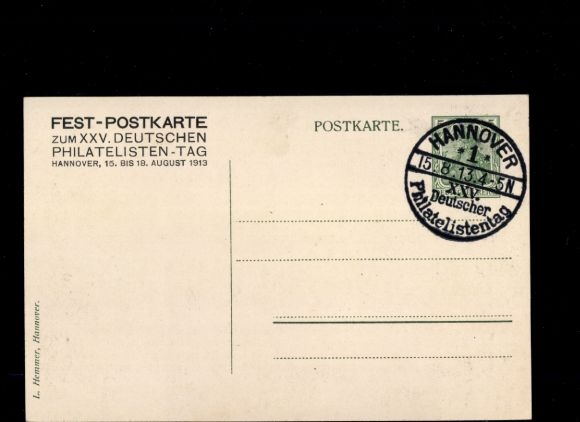 FEST-POSTKARTE
ZUM XXV. DEUTSCHEN
PHILATELISTEN-TAG
HANNOVER, 15. BIS 18. AUGUST 1913
POSTKARTE.
HANNOVER
*1*
15.8.13.4-5N
XXV.
Deutscher
Philatelistentag
L. Hemmer, Hannover.